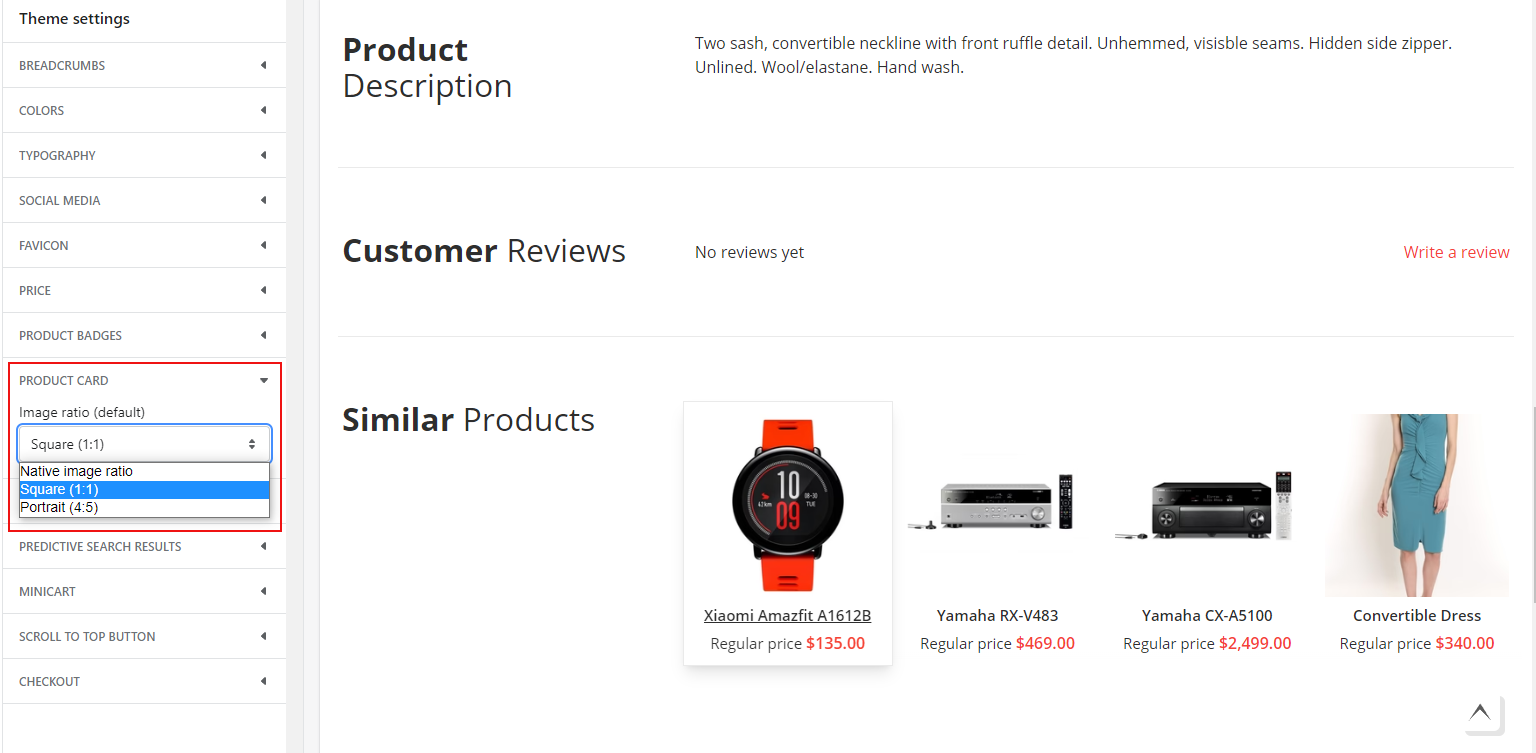 Theme settings
BREADCRUMBS
COLORS
TYPOGRAPHY
SOCIAL MEDIA
FAVICON
PRICE
PRODUCT BADGES
PRODUCT CARD
Image ratio (default)
Square (1:1)
Native image ratio
Square (1:1)
Portrait (4:5)
PREDICTIVE SEARCH RESULTS
MINICART
SCROLL TO TOP BUTTON
CHECKOUT
Product
Description
Two sash, convertible neckline with front ruffle detail. Unhemmed, visisble seams. Hidden side zipper.
Unlined. Wool/elastane. Hand wash.
Customer Reviews
No reviews yet
Write a review
Similar Products
10
08-30
TUE
4.1km
09
Xiaomi Amazfit A1612B
Regular price $135.00
Yamaha RX-V483
Regular price $469.00
Yamaha CX-A5100
Regular price $2,499.00
Convertible Dress
Regular price $340.00